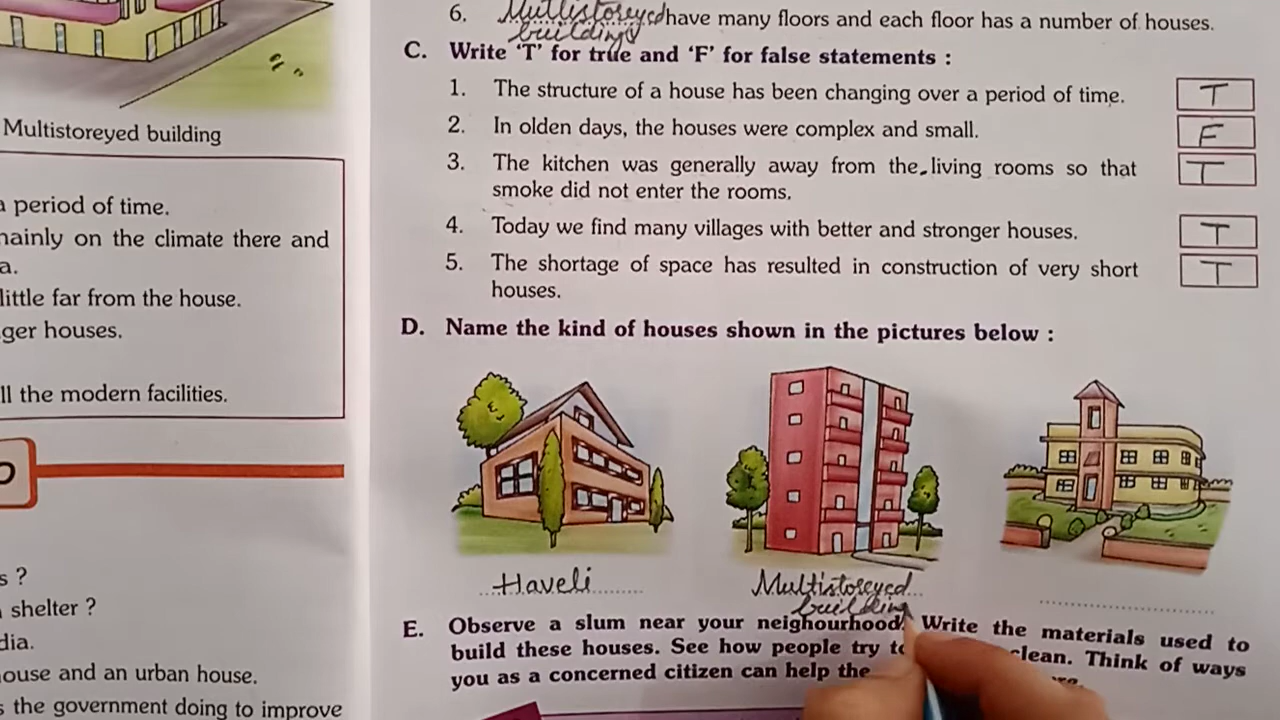 Multistoreyed building
a period of time.
mainly on the climate there and
a.
little far from the house.
ger houses.
ll the modern facilities.
s ?
shelter ?
dia.
ouse and an urban house.
s the government doing to improve
6. Multistoreyed have many floors and each floor has a number of houses.
buildings
C. Write ‘T’ for true and ‘F’ for false statements :
1. The structure of a house has been changing over a period of time. T
2. In olden days, the houses were complex and small. F
3. The kitchen was generally away from the living rooms so that T
smoke did not enter the rooms.
4. Today we find many villages with better and stronger houses. T
5. The shortage of space has resulted in construction of very short T
houses.
D. Name the kind of houses shown in the pictures below :
Haveli Multistoreyed
building
E. Observe a slum near your neighourhood. Write the materials used to
build these houses. See how people try clean. Think of ways
you as a concerned citizen can help the